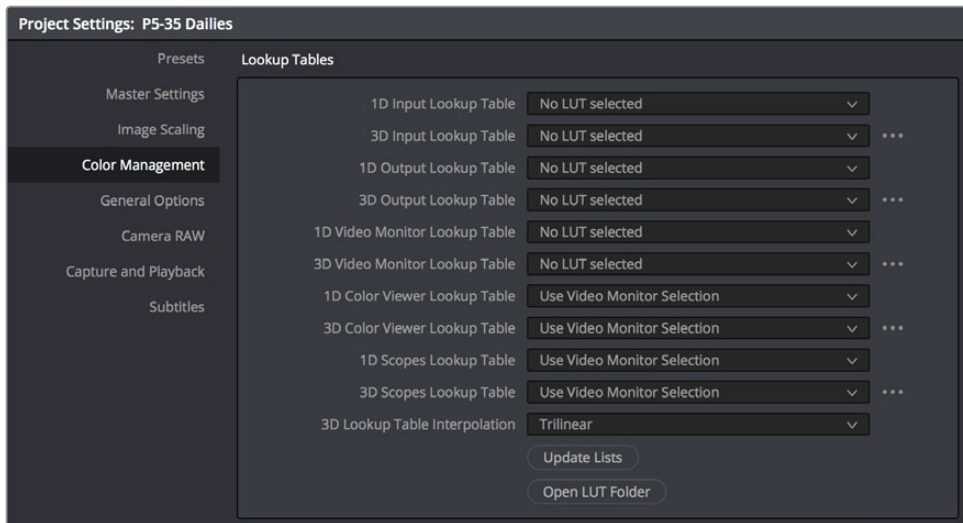 Project Settings: P5-35 Dailies
Presets
Master Settings
Image Scaling
Color Management
General Options
Camera RAW
Capture and Playback
Subtitles
Lookup Tables
1D Input Lookup Table No LUT selected
3D Input Lookup Table No LUT selected
1D Output Lookup Table No LUT selected
3D Output Lookup Table No LUT selected
1D Video Monitor Lookup Table No LUT selected
3D Video Monitor Lookup Table No LUT selected
1D Color Viewer Lookup Table Use Video Monitor Selection
3D Color Viewer Lookup Table Use Video Monitor Selection
1D Scopes Lookup Table Use Video Monitor Selection
3D Scopes Lookup Table Use Video Monitor Selection
3D Lookup Table Interpolation Trilinear
Update Lists
Open LUT Folder